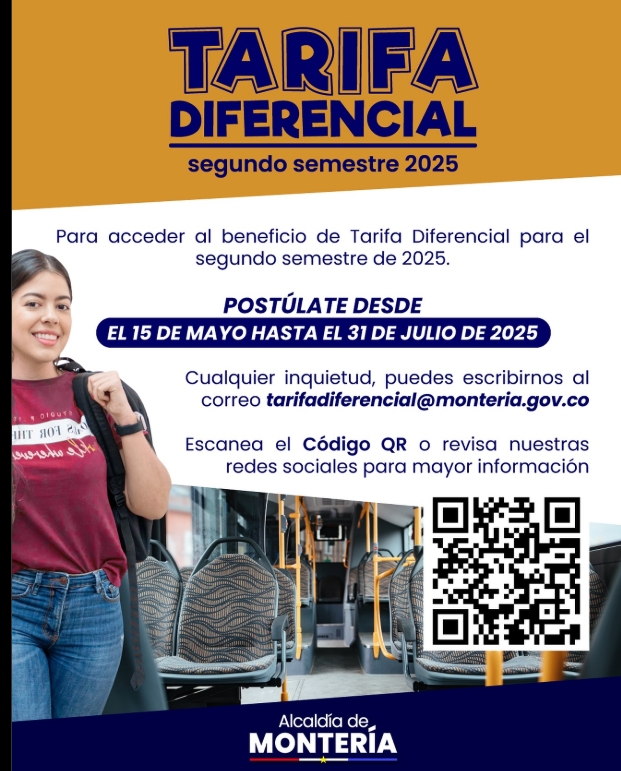 TARIFA
DIFERENCIAL
segundo semestre 2025
Para acceder al beneficio de Tarifa Diferencial para el
segundo semestre de 2025.
POSTÚLATE DESDE
EL 15 DE MAYO HASTA EL 31 DE JULIO DE 2025
Cualquier inquietud, puedes escribirnos al
correo tarifadiferencial@monteria.gov.co
Escanea el Código QR o revisa nuestras
redes sociales para mayor información
Alcaldía de
MONTERÍA